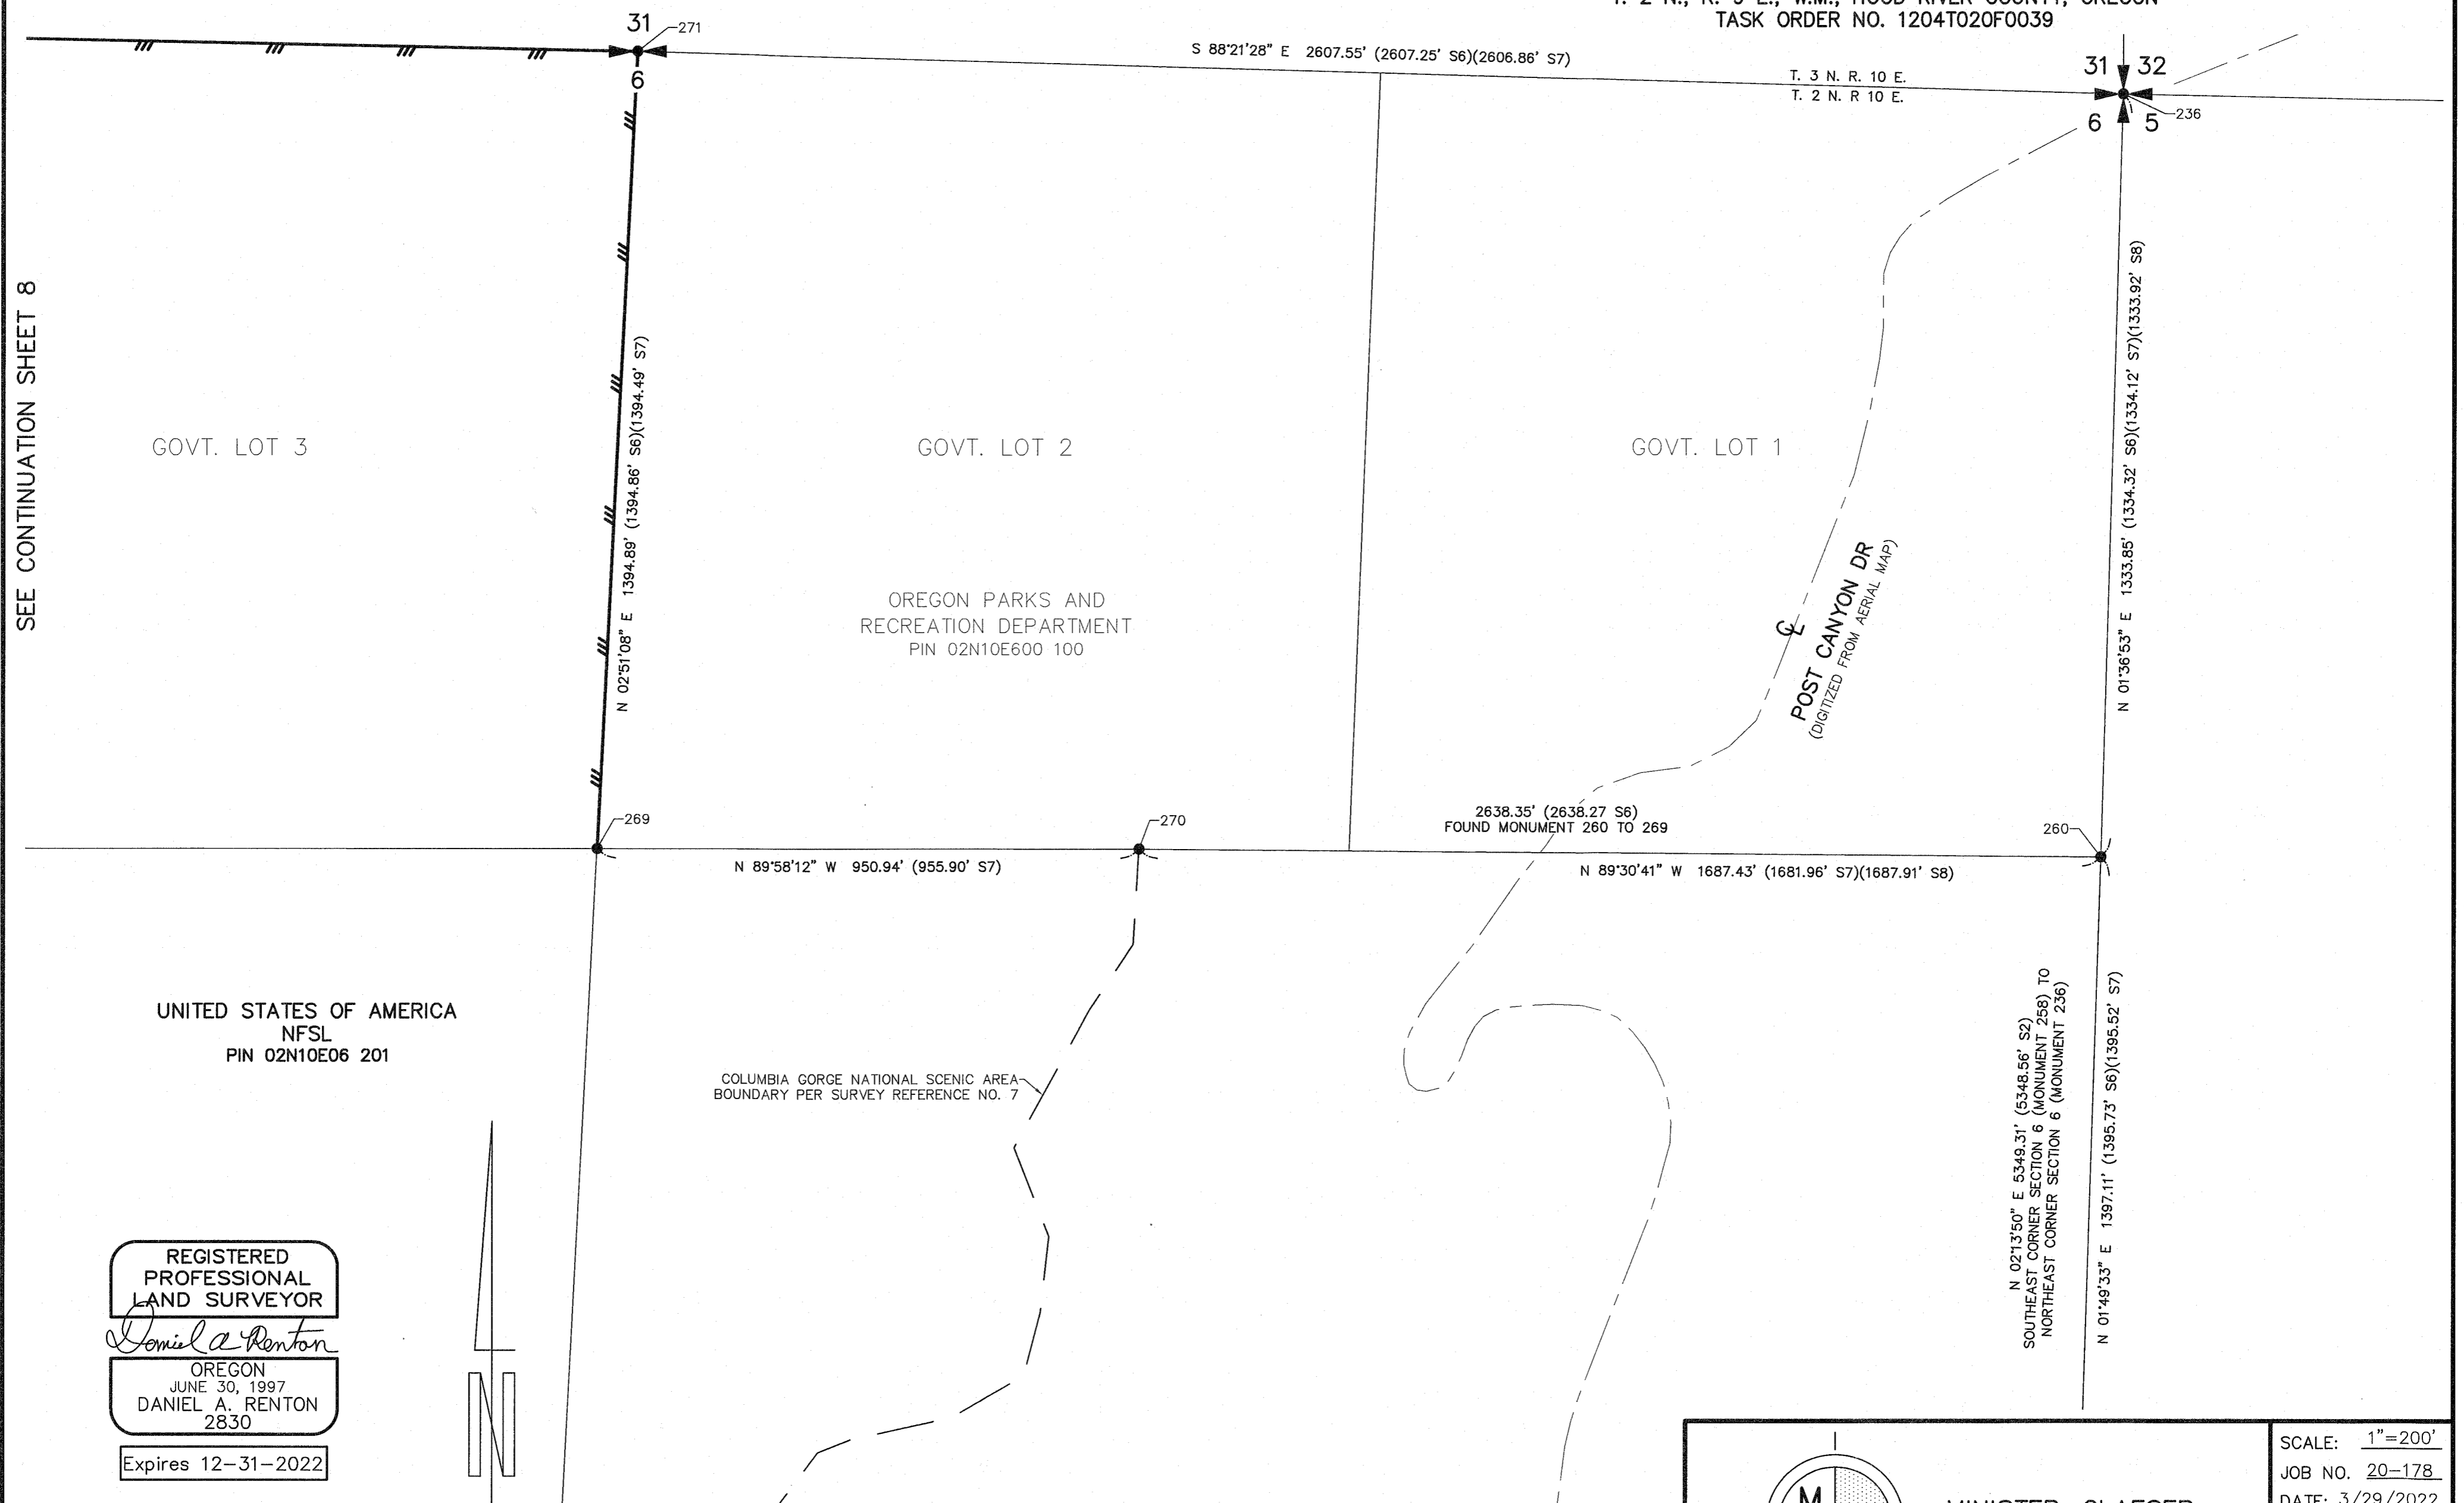 TASK ORDER NO. 1204T020F0039
31
271
6
S 88°21'28" E 2607.55' (2607.25' S6)(2606.86' S7)
T. 3 N. R. 10 E.
T. 2 N. R 10 E.
31 32
6 5
236
SEE CONTINUATION SHEET 8
GOVT. LOT 3
GOVT. LOT 2
GOVT. LOT 1
N 02°51'08" E 1394.89' (1394.86' S6)(1394.49' S7)
N 01°36'53" E 1333.85' (1334.32' S6)(1334.12' S7)(1333.92' S8)
OREGON PARKS AND
RECREATION DEPARTMENT
PIN 02N10E600 100
CL
POST CANYON DR
(DIGITIZED FROM AERIAL MAP)
269
270
2638.35' (2638.27 S6)
FOUND MONUMENT 260 TO 269
260
N 89°58'12" W 950.94' (955.90' S7)
N 89°30'41" W 1687.43' (1681.96' S7)(1687.91' S8)
UNITED STATES OF AMERICA
NFSL
PIN 02N10E06 201
COLUMBIA GORGE NATIONAL SCENIC AREA
BOUNDARY PER SURVEY REFERENCE NO. 7
N 02°13'50" E 5349.31' (5348.56' S2)
SOUTHEAST CORNER SECTION 6 (MONUMENT 258) TO
NORTHEAST CORNER SECTION 6 (MONUMENT 236)
N 01°49'33" E 1397.11' (1395.73' S6)(1395.52' S7)
REGISTERED
PROFESSIONAL
LAND SURVEYOR
Daniel A Renton
OREGON
JUNE 30, 1997
DANIEL A. RENTON
2830
Expires 12-31-2022
N
M
SCALE: 1"=200'
JOB NO. 20-178
DATE: 3/29/2022